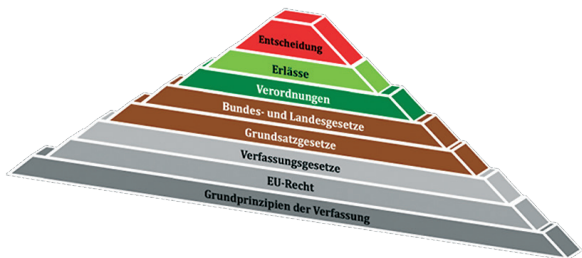 Entscheidung
Erlässe
Verordnungen
Bundes- und Landesgesetze
Grundsatzgesetze
Verfassungsgesetze
EU-Recht
Grundprinzipien der Verfassung